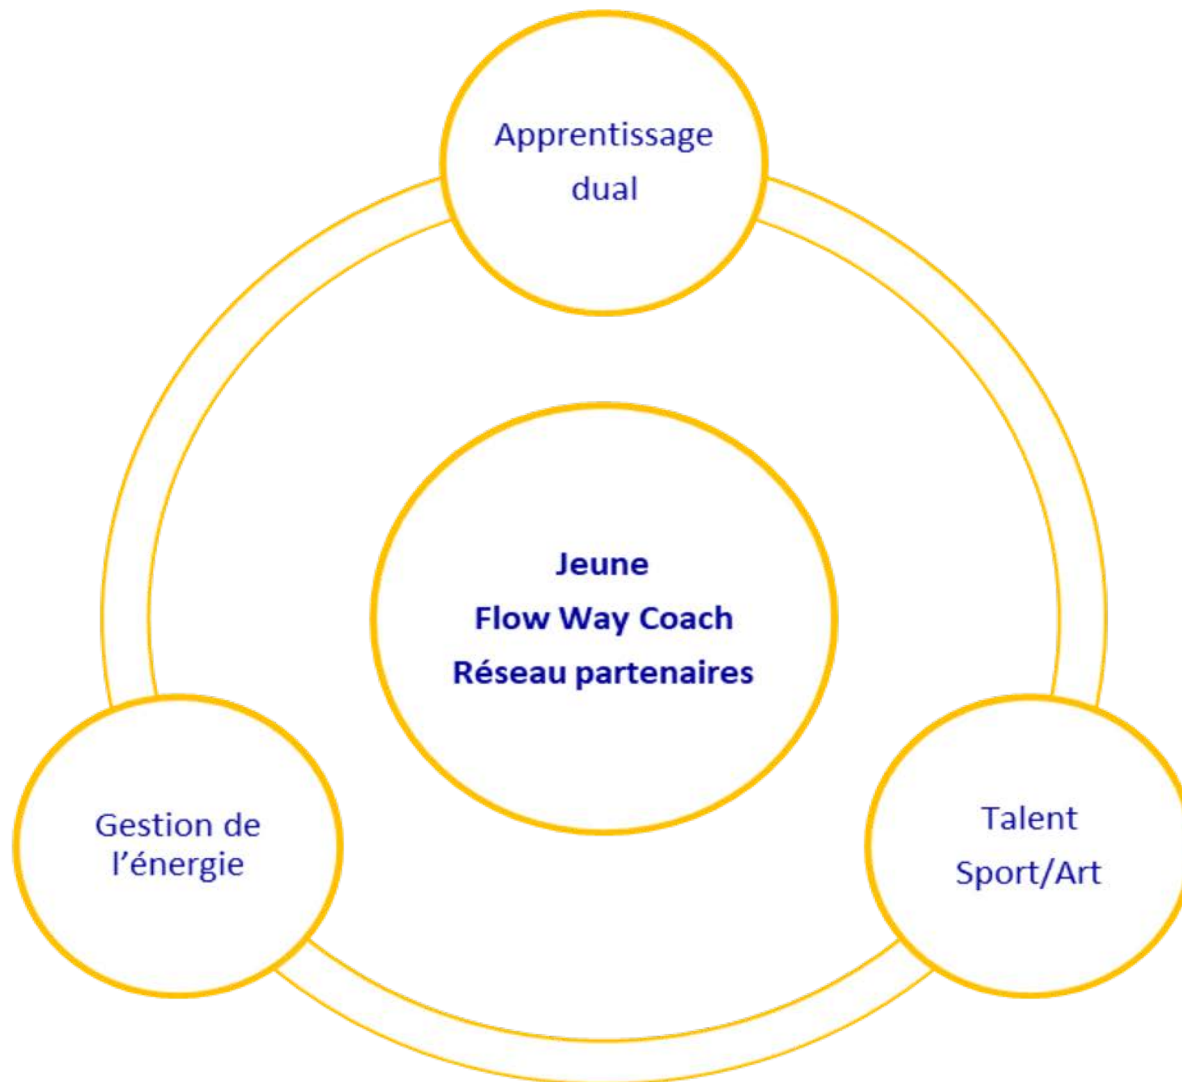 Apprentissage
dual
Jeune
Flow Way Coach
Réseau partenaires
Gestion de
l’énergie
Talent
Sport/Art